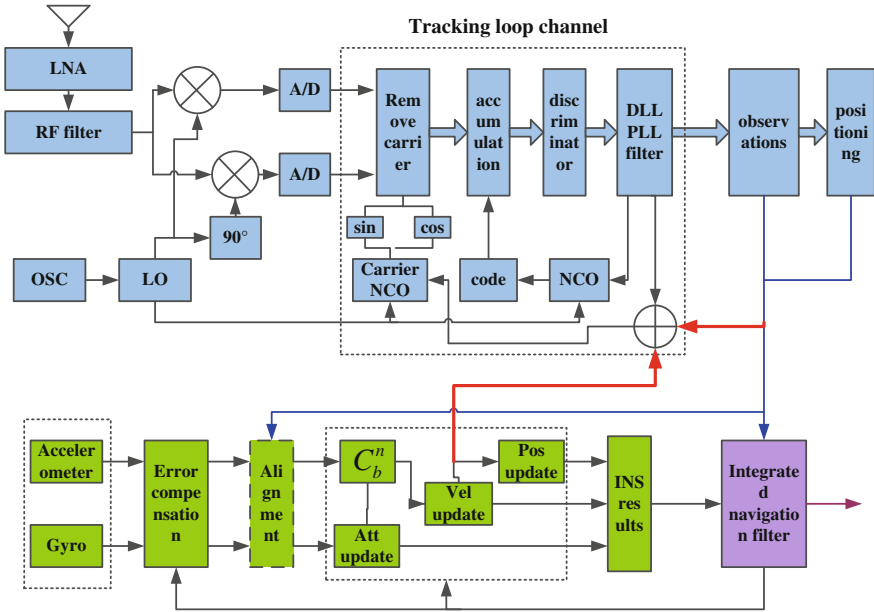 Tracking loop channel
LNA
RF filter
A/D
A/D
90°
OSC
LO
Rem
ove
carri
er
acc
um
ulat
ion
disc
rim
inat
or
DLL
PLL
filter
observ
ations
posi
tioni
ng
sin
cos
Carrier
NCO
code
NCO
Acceler
ometer
Gyro
Error
compe
nsatio
n
Ali
gn
ment
C_b^n
Att
update
Vel
update
Pos
update
INS
res
ults
Integrate
d
navigatio
n filter